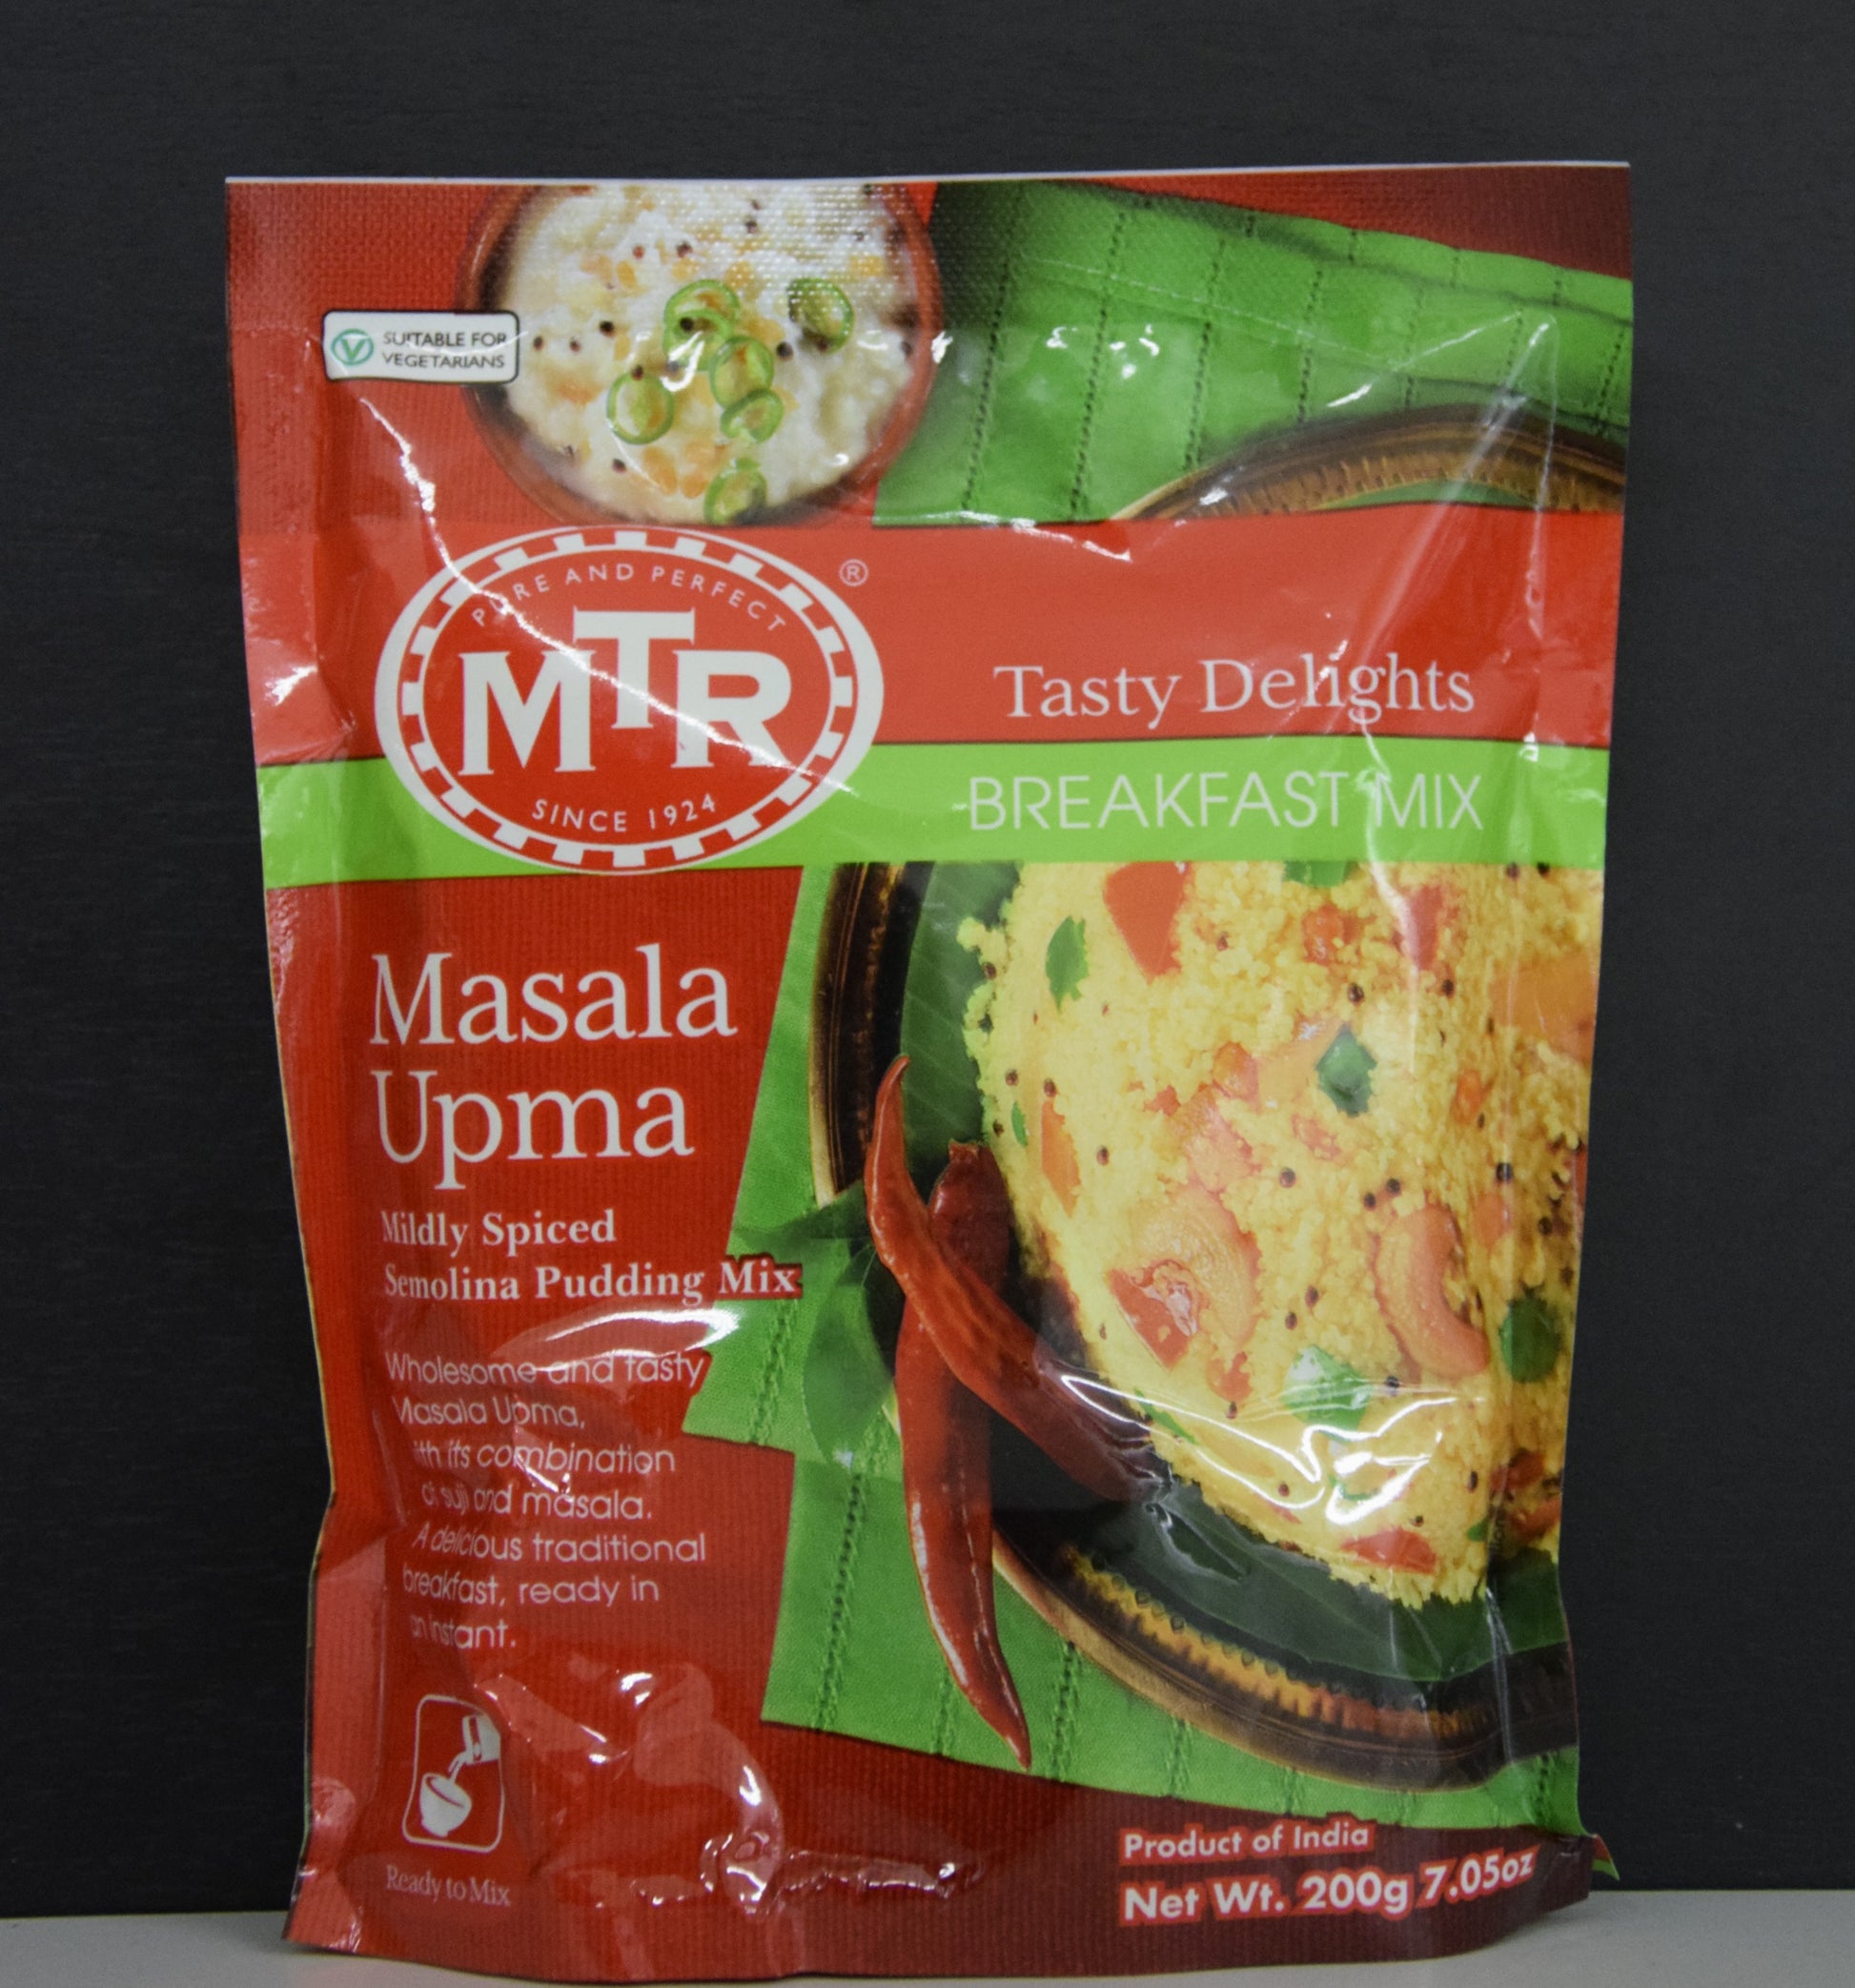 SUITABLE FOR
VEGETARIANS
PURE AND PERFECT
MTR
®
SINCE 1924
Tasty Delights
BREAKFAST MIX
Masala
Upma
Mildly Spiced
Semolina Pudding Mix
Wholesome and tasty
Masala Upma,
ith its combination
of suji and masala.
A delicious traditional
breakfast, ready in
an instant.
Ready to Mix
Product of India
Net Wt. 200g 7.05oz